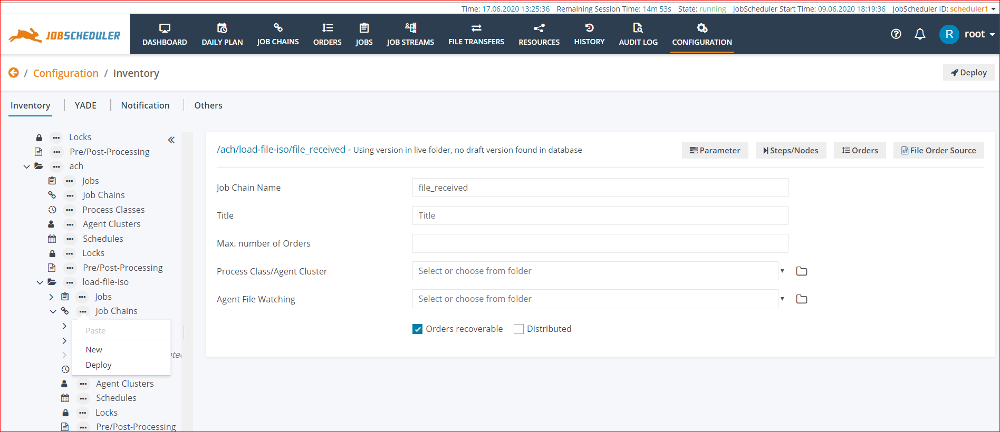 Time: 17.06.2020 13:25:36 Remaining Session Time: 14m 53s State: running JobScheduler Start Time: 09.06.2020 18:19:36 JobScheduler ID: scheduler1
JOBSCHEDULER
DASHBOARD DAILY PLAN JOB CHAINS ORDERS JOBS JOB STREAMS FILE TRANSFERS RESOURCES HISTORY AUDIT LOG CONFIGURATION R root
/ Configuration / Inventory Deploy
Inventory YADE Notification Others
Locks
Pre/Post-Processing
ach
Jobs
Job Chains
Process Classes
Agent Clusters
Schedules
Locks
Pre/Post-Processing
load-file-iso
Jobs
Job Chains
Paste
New
Deploy
Agent Clusters
Schedules
Locks
Pre/Post-Processing
/ach/load-file-iso/file_received - Using version in live folder, no draft version found in database Parameter Steps/Nodes Orders File Order Source
Job Chain Name file_received
Title Title
Max. number of Orders
Process Class/Agent Cluster Select or choose from folder
Agent File Watching Select or choose from folder
Orders recoverable Distributed